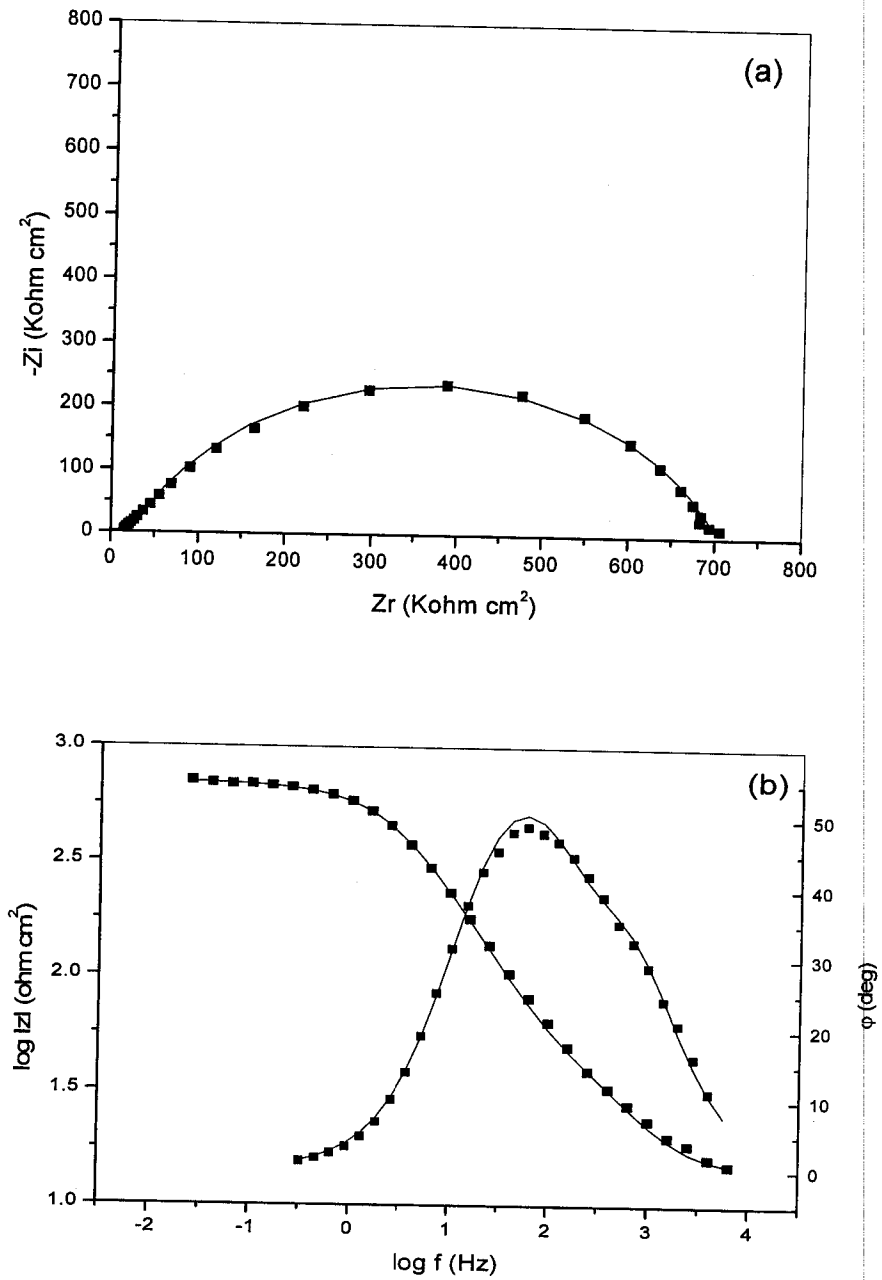 (a)
800
700
600
500
400
300
200
100
0
-Zi (Kohm cm²)
0 100 200 300 400 500 600 700 800
Zr (Kohm cm²)
(b)
3.0
2.5
2.0
1.5
1.0
log |z| (ohm cm²)
50
40
30
20
10
0
φ (deg)
-2 -1 0 1 2 3 4
log f (Hz)